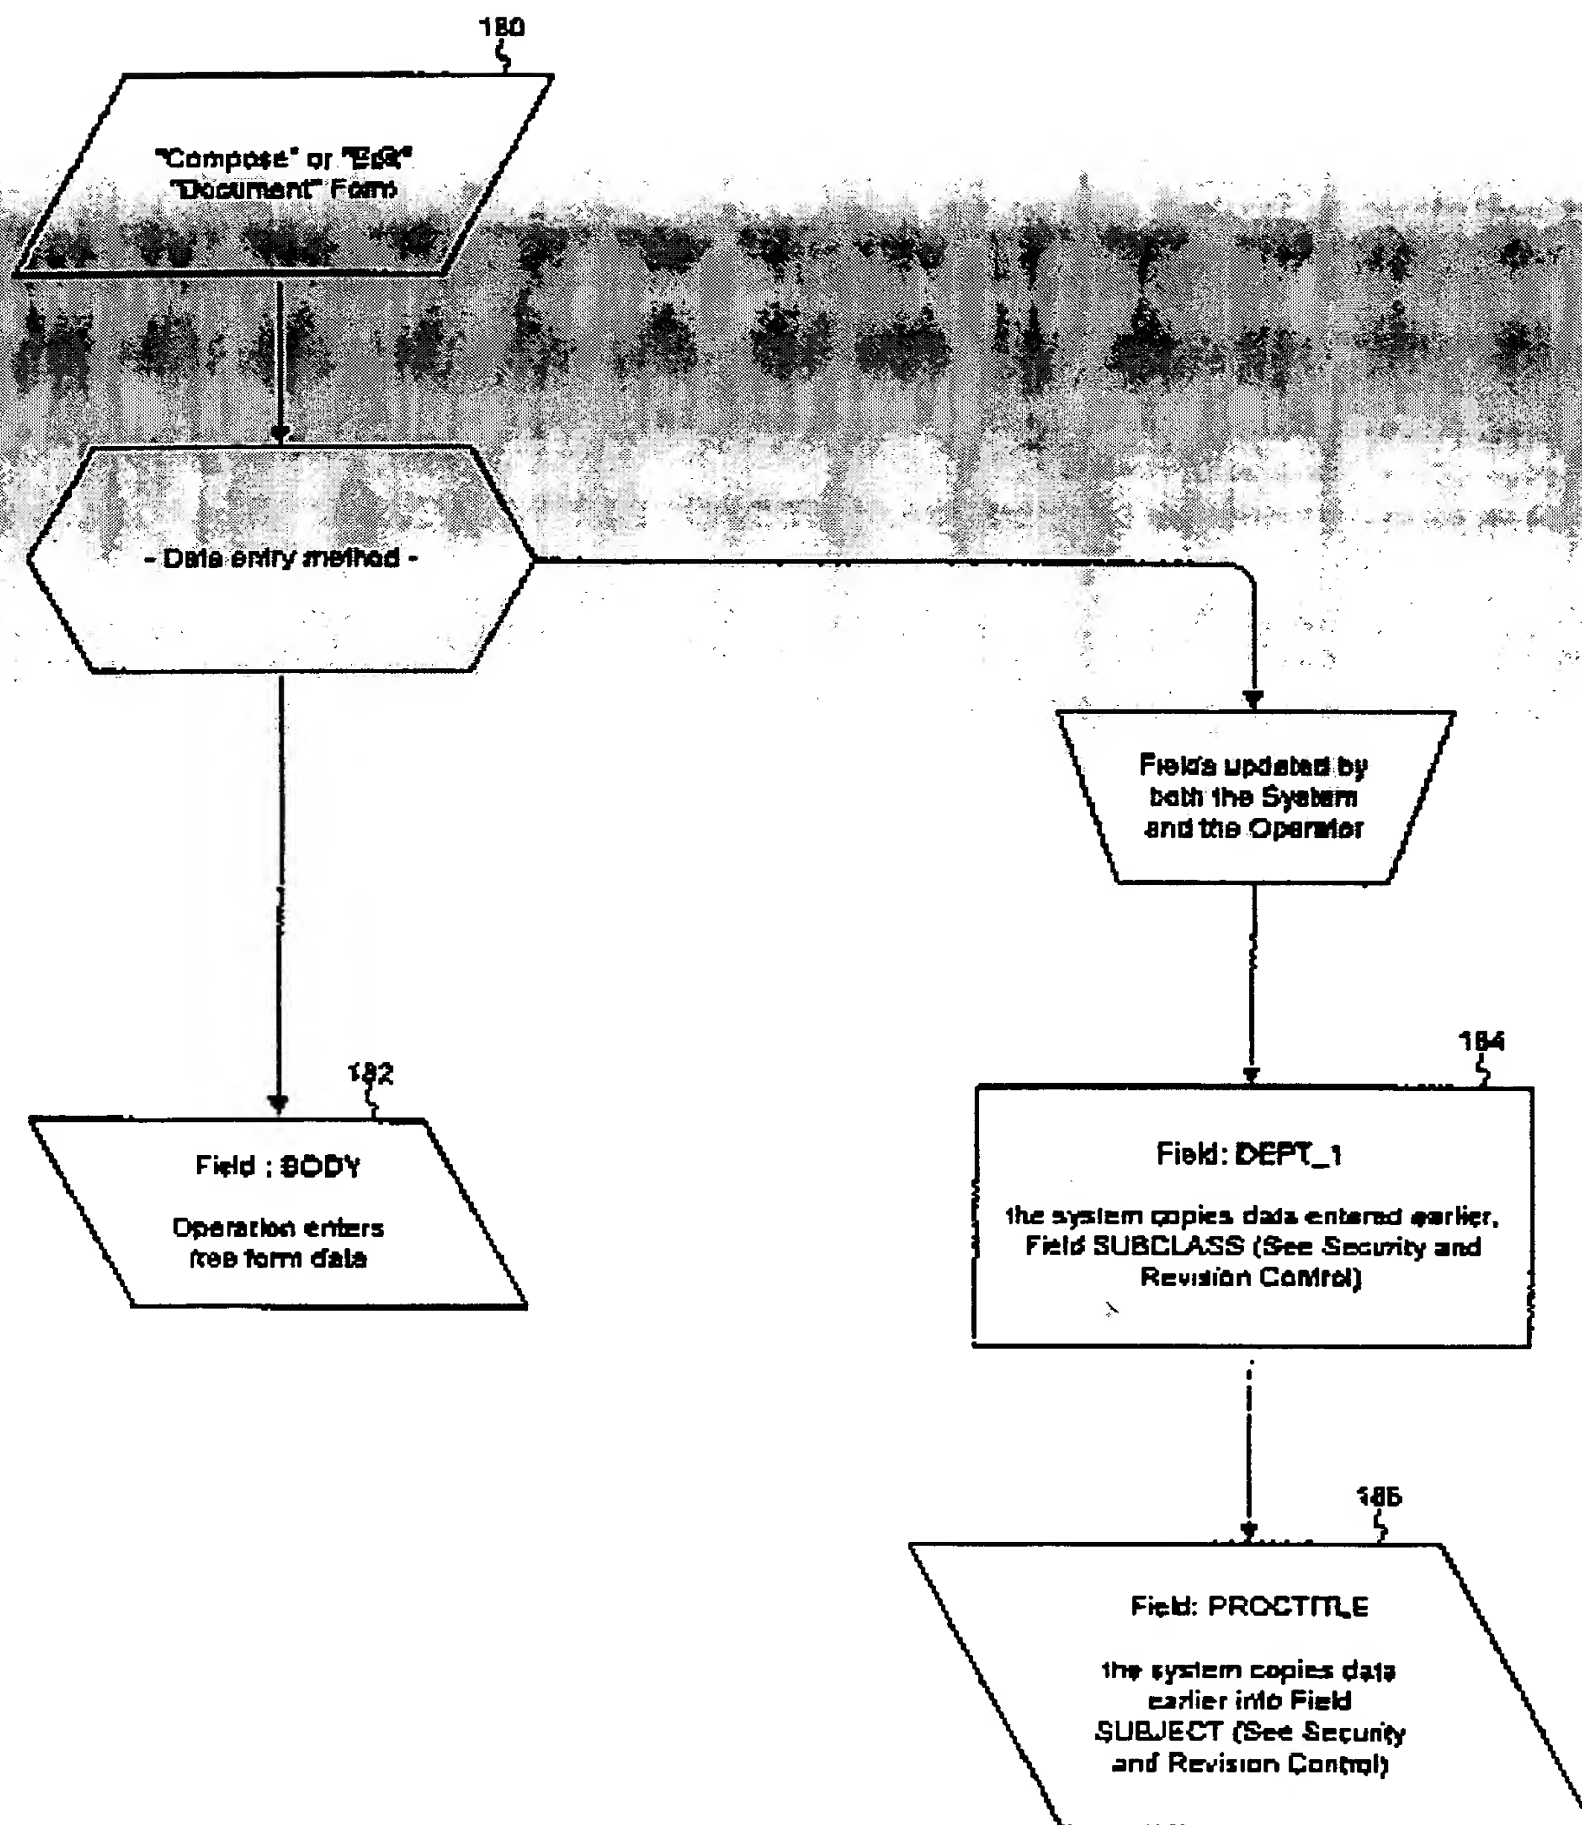 180
"Compose" or "Edit"
"Document" Form
- Data entry method -
Fields updated by
both the System
and the Operator
182
Field : BODY
Operation enters
free form data
184
Field: DEPT_1
the system copies data entered earlier,
Field SUBCLASS (See Security and
Revision Control)
Field: PROCTITLE
the system copies data
earlier into Field
SUBJECT (See Security
and Revision Control)